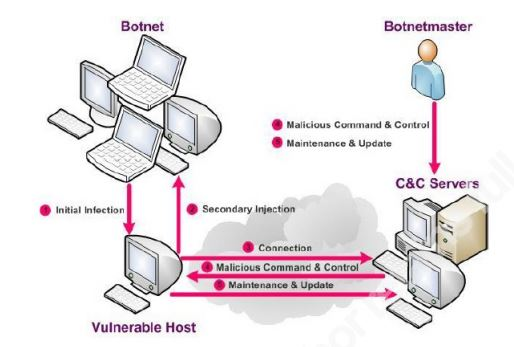 Botnet
Botnetmaster
4 Malicious Command & Control
5 Maintenance & Update
C&C Servers
1 Initial Infection
2 Secondary Injection
3 Connection
4 Malicious Command & Control
5 Maintenance & Update
Vulnerable Host